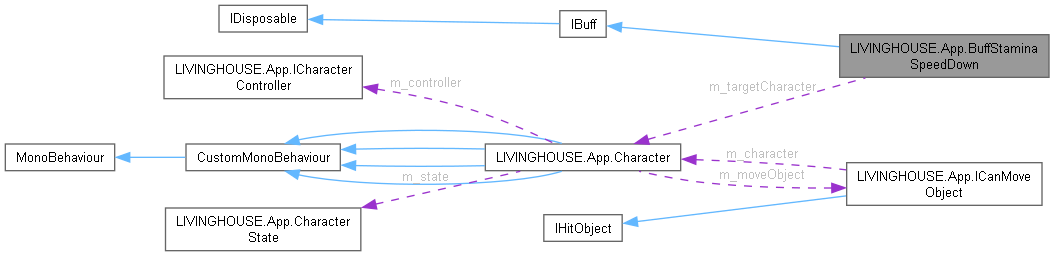 IDisposable
IBuff
LIVINGHOUSE.App.BuffStamina
SpeedDown
LIVINGHOUSE.App.ICharacter
Controller
m_controller
m_targetCharacter
MonoBehaviour
CustomMonoBehaviour
LIVINGHOUSE.App.Character
m_character
m_state
m_moveObject
LIVINGHOUSE.App.ICanMove
Object
LIVINGHOUSE.App.Character
State
IHitObject